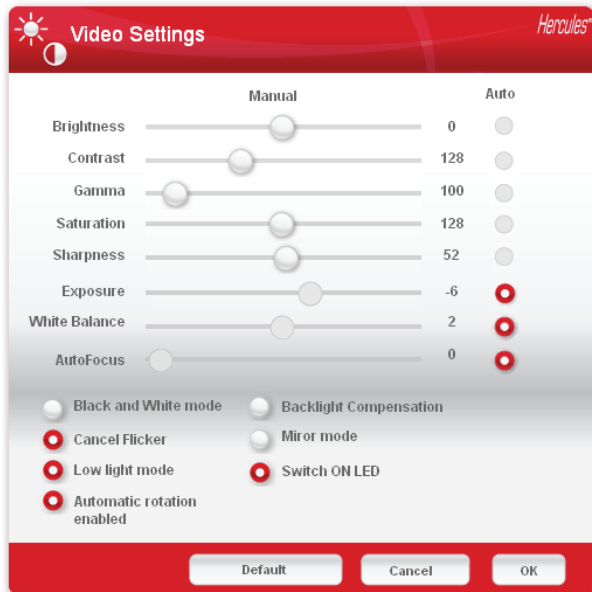 Video Settings
Hercules™
Manual
Auto
Brightness 0
Contrast 128
Gamma 100
Saturation 128
Sharpness 52
Exposure -6
White Balance 2
AutoFocus 0
Black and White mode
Backlight Compensation
Cancel Flicker
Miror mode
Low light mode
Switch ON LED
Automatic rotation
enabled
Default
Cancel
OK